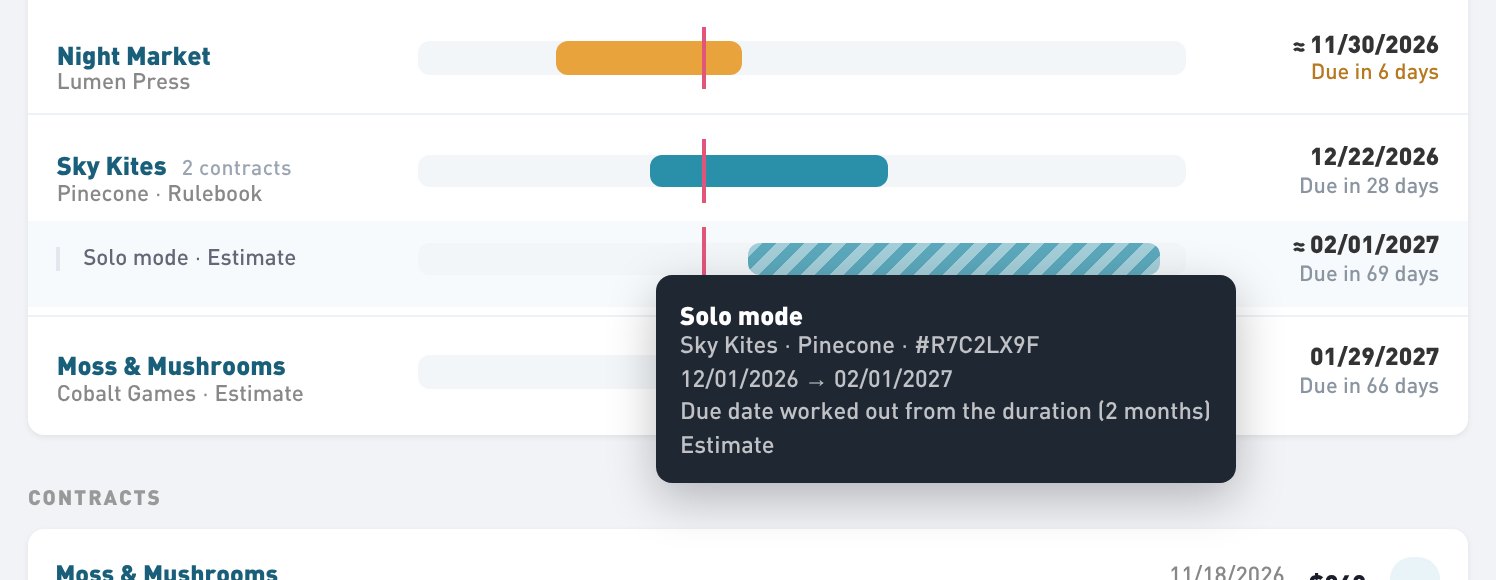 Night Market
Lumen Press
≈ 11/30/2026
Due in 6 days
Sky Kites 2 contracts
Pinecone · Rulebook
12/22/2026
Due in 28 days
Solo mode · Estimate
≈ 02/01/2027
Due in 69 days
Solo mode
Sky Kites · Pinecone · #R7C2LX9F
12/01/2026 → 02/01/2027
Due date worked out from the duration (2 months)
Estimate
Moss & Mushrooms
Cobalt Games · Estimate
01/29/2027
Due in 66 days
CONTRACTS
Moss & Mushrooms
11/18/2026